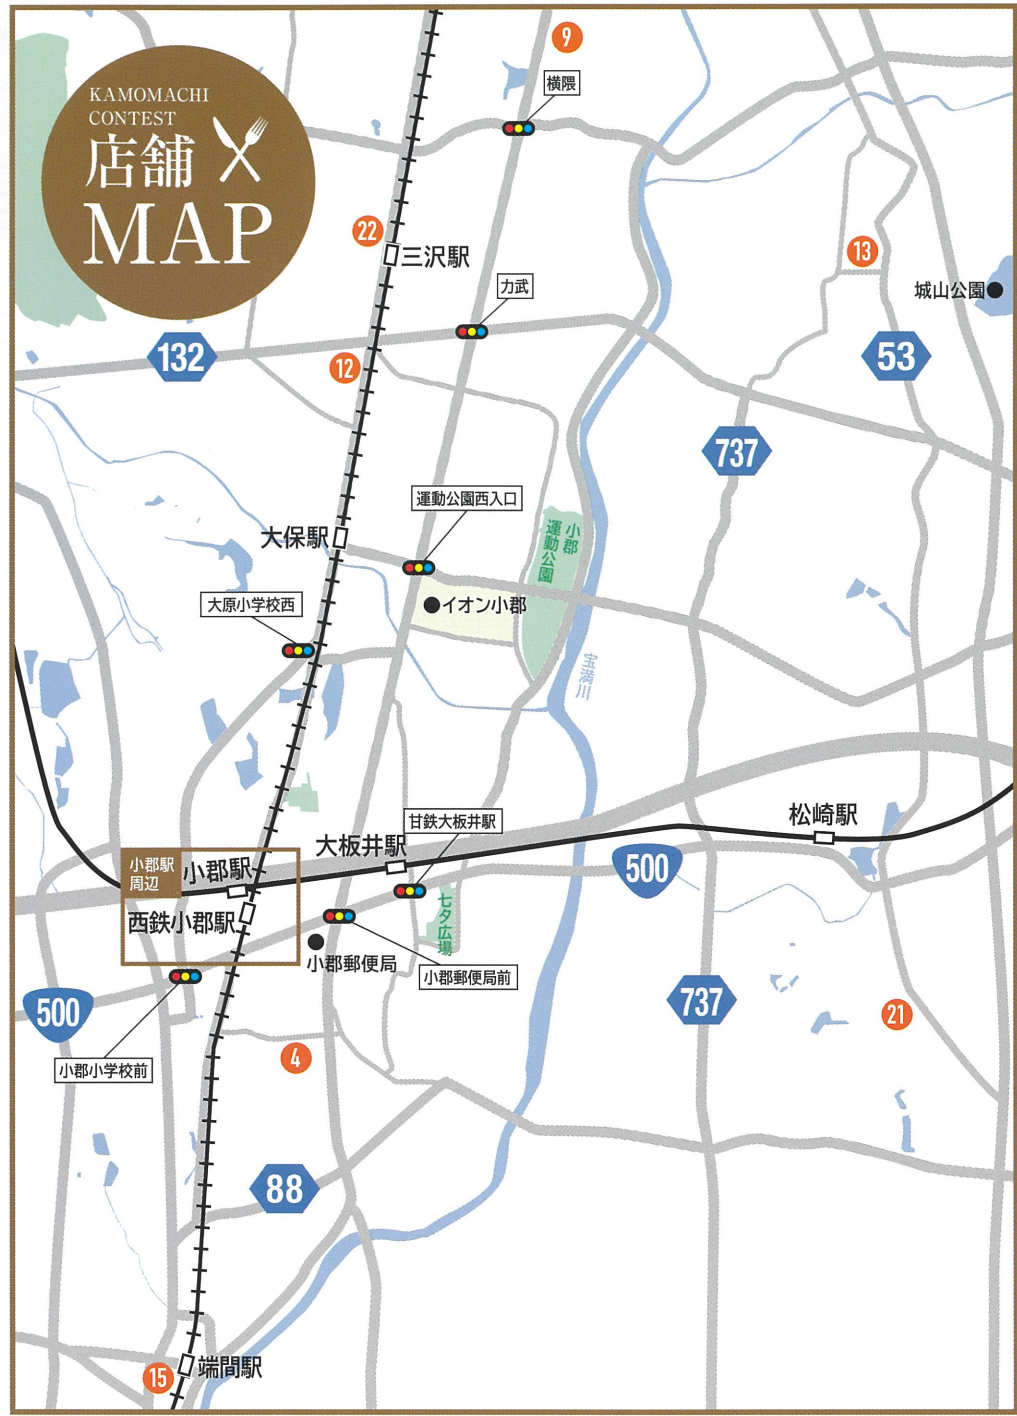 KAMOMACHI
CONTEST
店舗
MAP
9
横隈
22
三沢駅
13
城山公園
力武
132
12
53
737
運動公園西入口
大保駅
小郡
運動公園
大原小学校西
イオン小郡
宝満川
甘鉄大板井駅
松崎駅
大板井駅
小郡駅
周辺
小郡駅
500
西鉄小郡駅
七夕広場
小郡郵便局
小郡郵便局前
500
737
21
小郡小学校前
4
88
15
端間駅